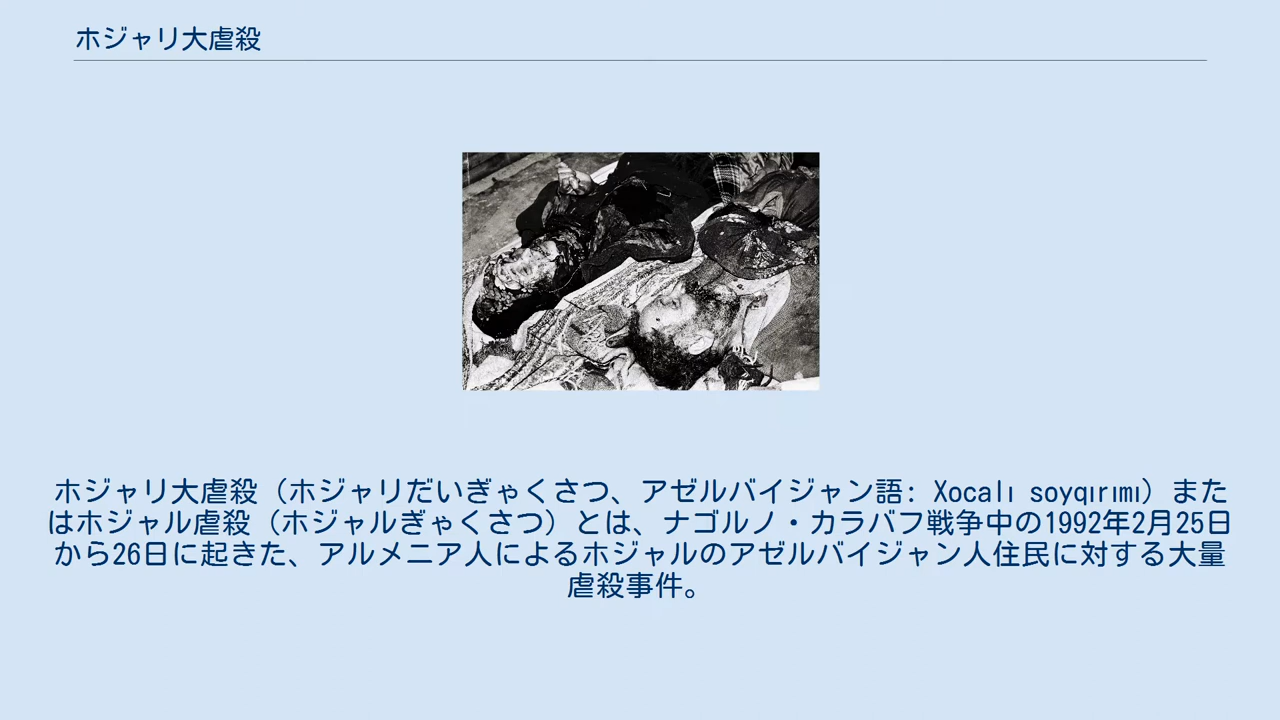 ホジャリ大虐殺
ホジャリ大虐殺（ホジャリだいぎゃくさつ、アゼルバイジャン語: Xocalı soyqırımı）また
はホジャル虐殺（ホジャルぎゃくさつ）とは、ナゴルノ・カラバフ戦争中の1992年2月25日
から26日に起きた、アルメニア人によるホジャルのアゼルバイジャン人住民に対する大量
虐殺事件。